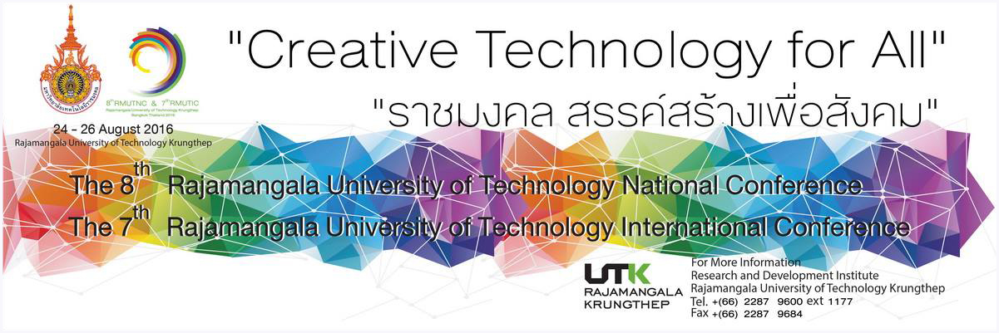 "Creative Technology for All"
"ราชมงคล สรรค์สร้างเพื่อสังคม"
มหาวิทยาลัยเทคโนโลยีราชมงคล
8thRMUTNC & 7thRMUTIC
Rajamangala University of Technology Krungthep
Bangkok Thailand 2016
24 - 26 August 2016
Rajamangala University of Technology Krungthep
The 8th Rajamangala University of Technology National Conference
The 7th Rajamangala University of Technology International Conference
UTK
RAJAMANGALA
KRUNGTHEP
For More Information
Research and Development Institute
Rajamangala University of Technology Krungthep
Tel. +(66) 2287 9600 ext 1177
Fax +(66) 2287 9684